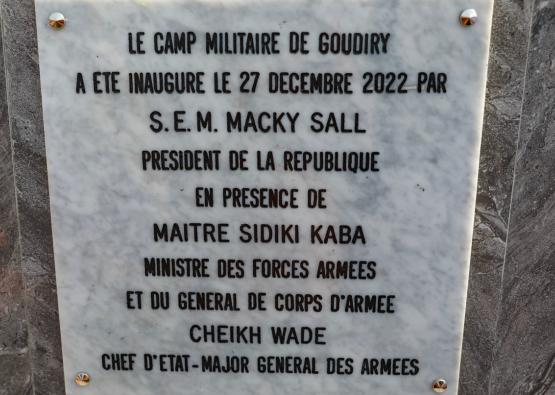 LE CAMP MILITAIRE DE GOUDIRY
A ETE INAUGURE LE 27 DECEMBRE 2022 PAR
S.E.M. MACKY SALL
PRESIDENT DE LA REPUBLIQUE
EN PRESENCE DE
MAITRE SIDIKI KABA
MINISTRE DES FORCES ARMEES
ET DU GENERAL DE CORPS D'ARMEE
CHEIKH WADE
CHEF D'ETAT-MAJOR GENERAL DES ARMEES